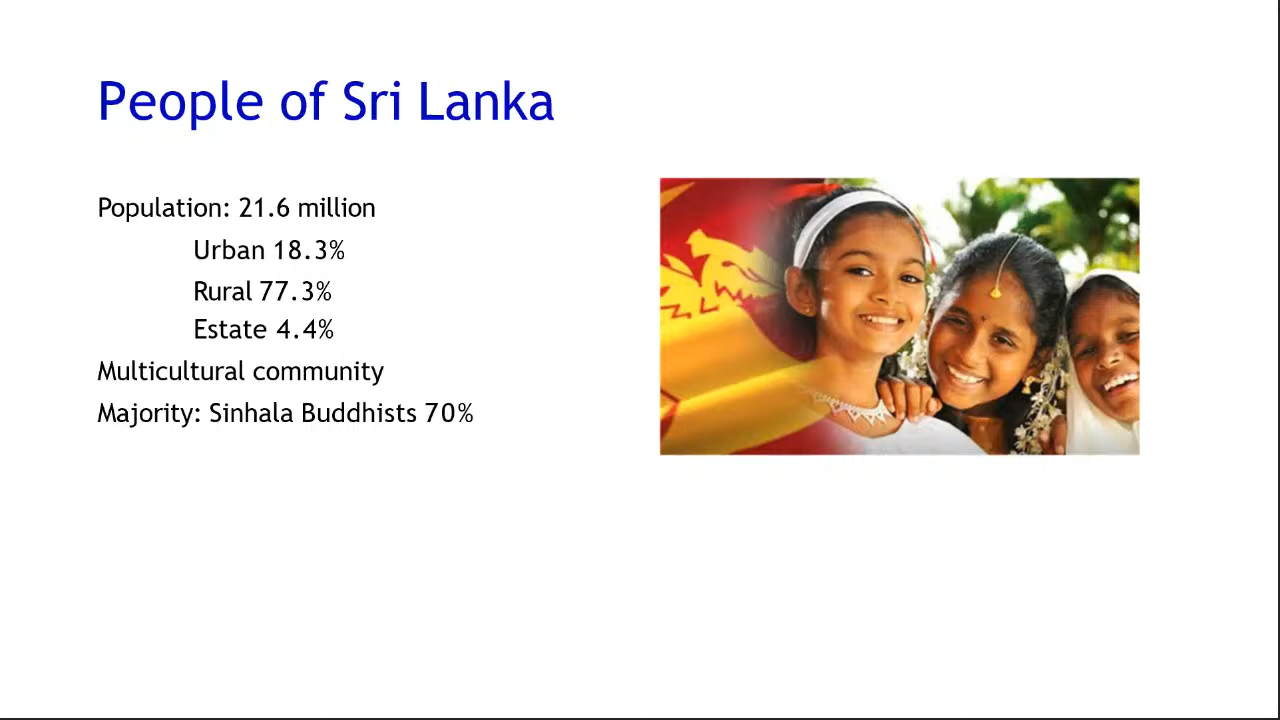 People of Sri Lanka
Population: 21.6 million
Urban 18.3%
Rural 77.3%
Estate 4.4%
Multicultural community
Majority: Sinhala Buddhists 70%